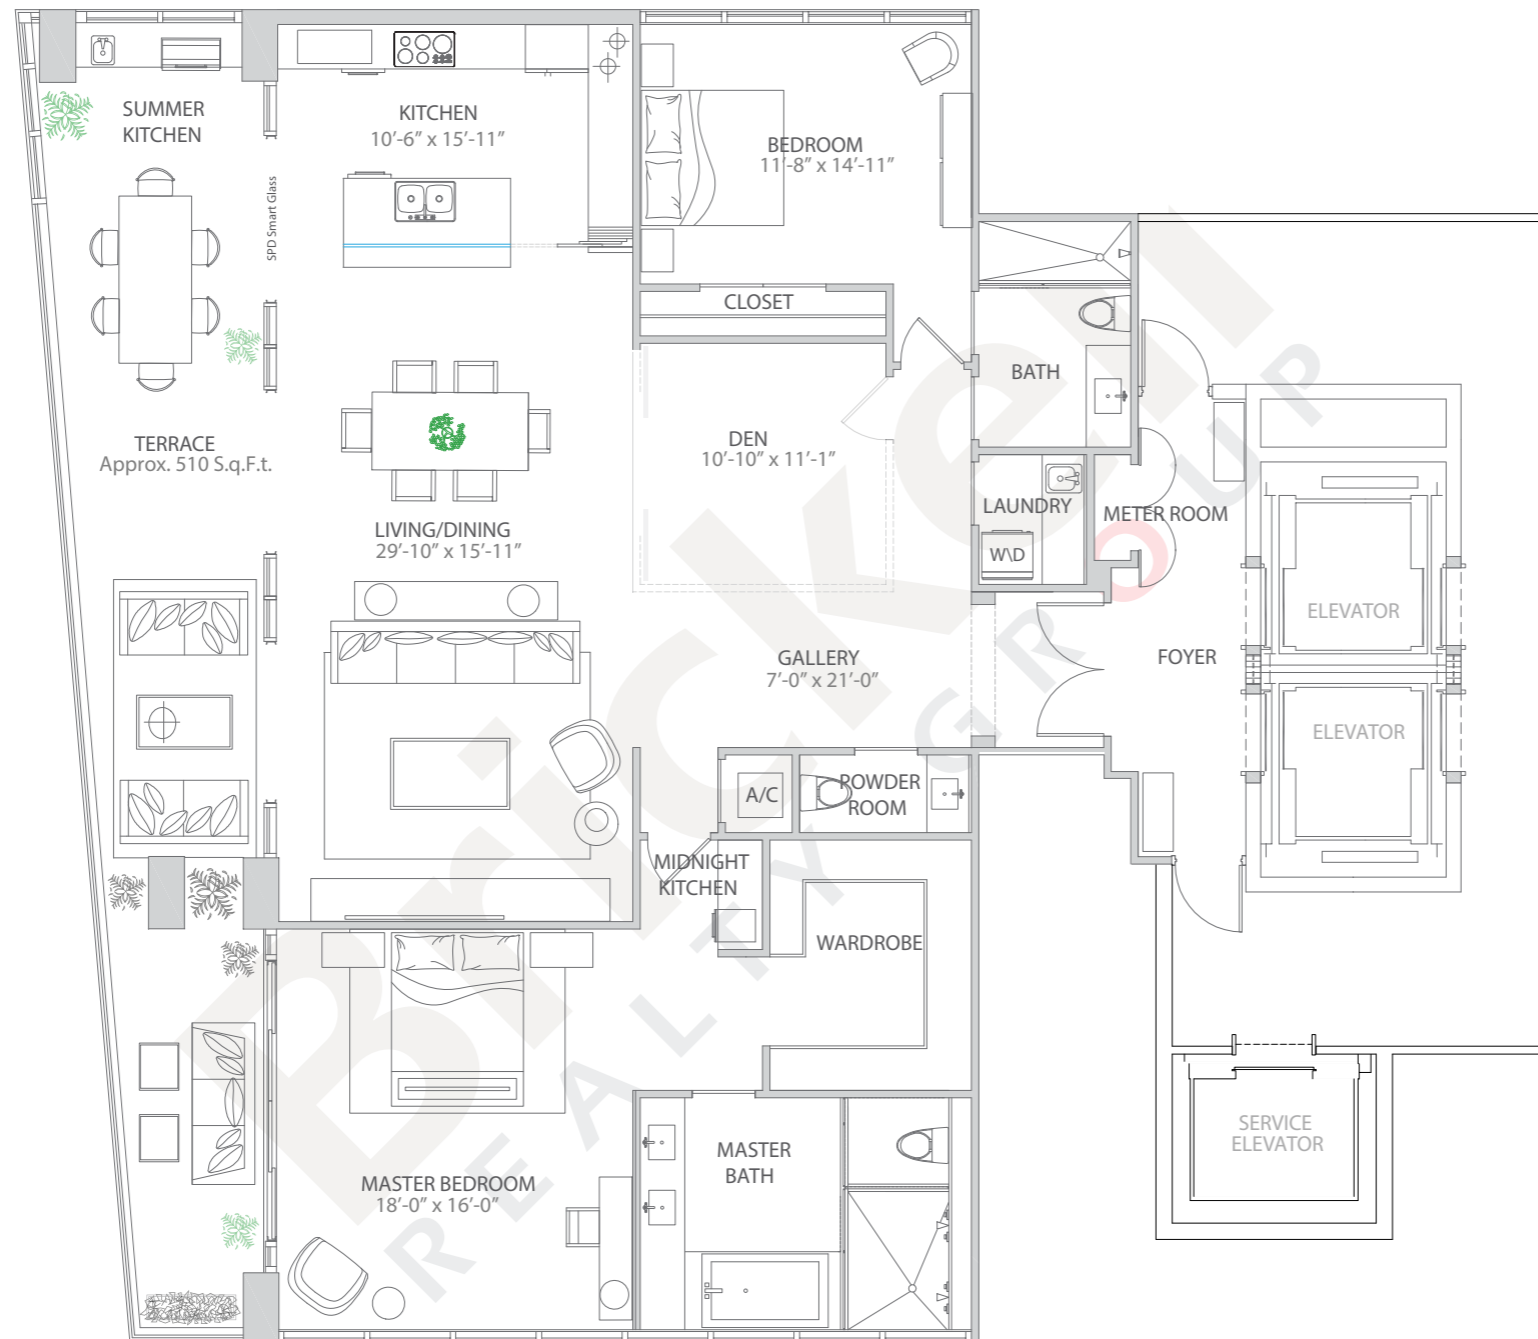 SUMMER
KITCHEN
KITCHEN
10'-6" x 15'-11"
BEDROOM
11'-8" x 14'-11"
SPD Smart Glass
CLOSET
BATH
TERRACE
Approx. 510 S.q.F.t.
DEN
10'-10" x 11'-1"
LIVING/DINING
29'-10" x 15'-11"
LAUNDRY
W\D
METER ROOM
ELEVATOR
GALLERY
7'-0" x 21'-0"
FOYER
ELEVATOR
A/C
POWDER
ROOM
MIDNIGHT
KITCHEN
WARDROBE
MASTER BEDROOM
18'-0" x 16'-0"
MASTER
BATH
SERVICE
ELEVATOR
Brickell
REALTY GROUP